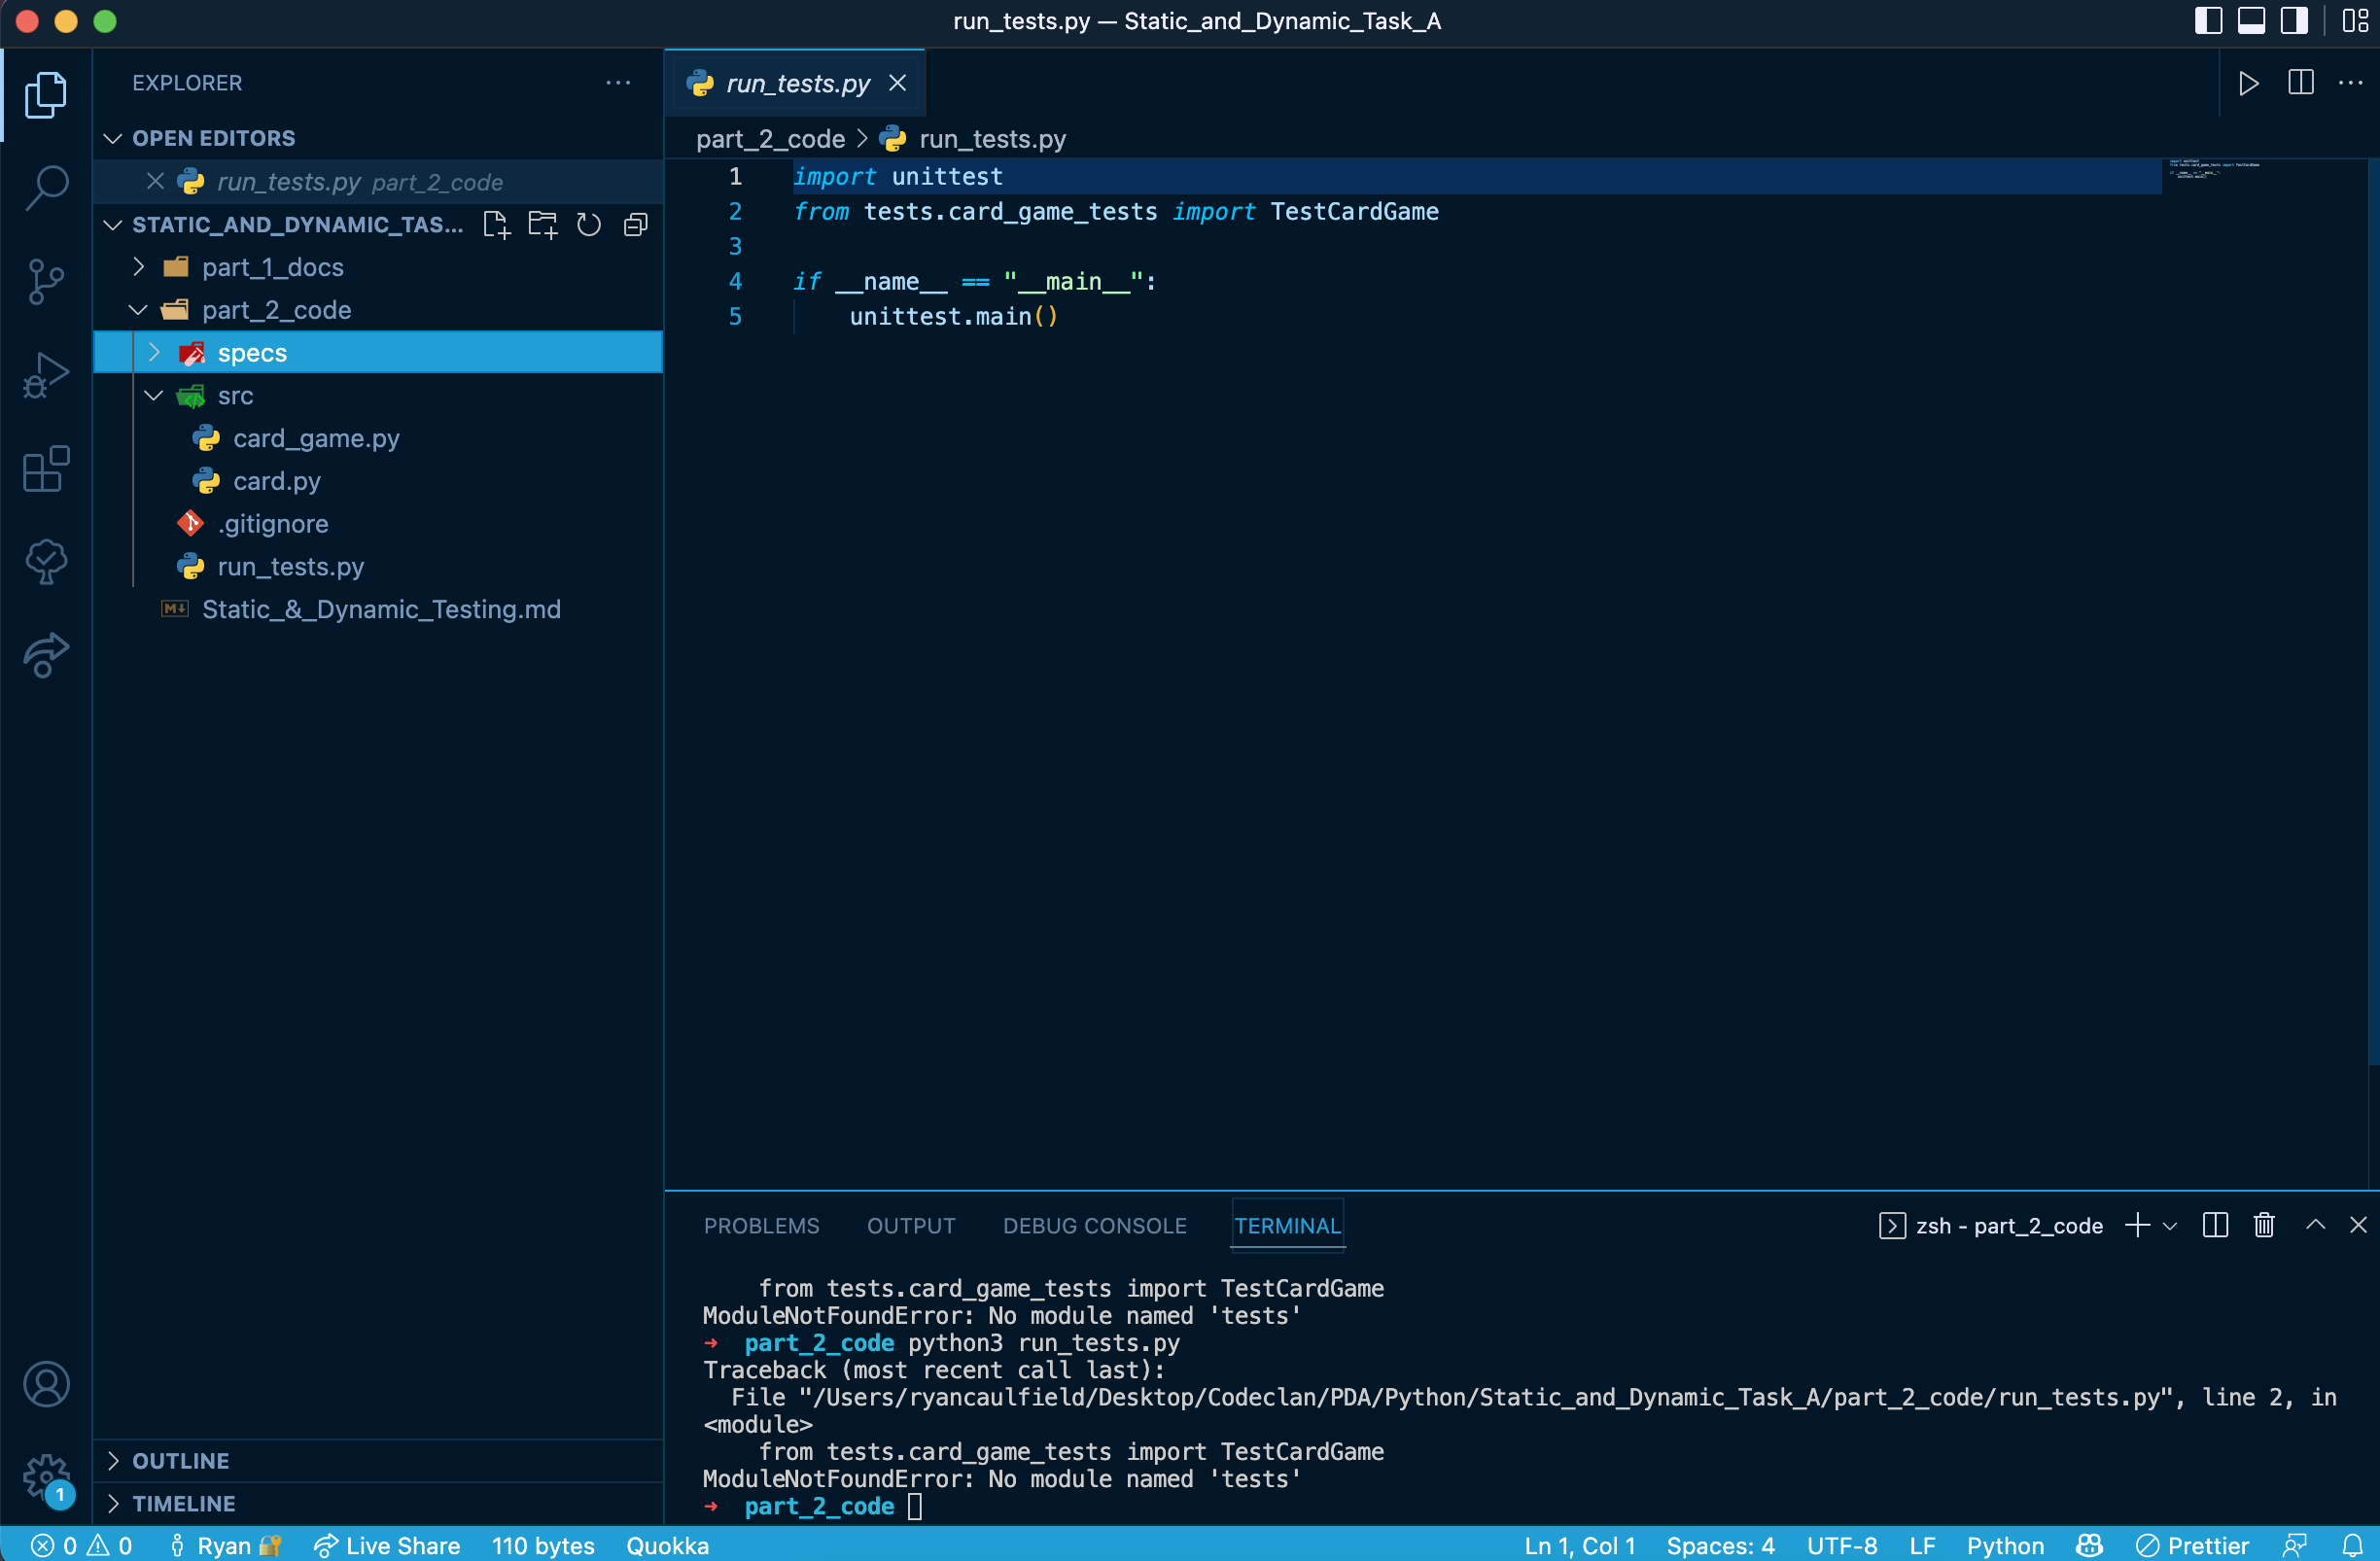 run_tests.py — Static_and_Dynamic_Task_A
EXPLORER
OPEN EDITORS
run_tests.py part_2_code
STATIC_AND_DYNAMIC_TAS...
part_1_docs
part_2_code
specs
src
card_game.py
card.py
.gitignore
run_tests.py
Static_&_Dynamic_Testing.md
OUTLINE
TIMELINE
run_tests.py
part_2_code > run_tests.py
1 import unittest
2 from tests.card_game_tests import TestCardGame
3
4 if __name__ == "__main__":
5 unittest.main()
PROBLEMS OUTPUT DEBUG CONSOLE TERMINAL
zsh - part_2_code
from tests.card_game_tests import TestCardGame
ModuleNotFoundError: No module named 'tests'
➜ part_2_code python3 run_tests.py
Traceback (most recent call last):
File "/Users/ryancaulfield/Desktop/Codeclan/PDA/Python/Static_and_Dynamic_Task_A/part_2_code/run_tests.py", line 2, in
<module>
from tests.card_game_tests import TestCardGame
ModuleNotFoundError: No module named 'tests'
➜ part_2_code
1
0 0 Ryan Live Share 110 bytes Quokka Ln 1, Col 1 Spaces: 4 UTF-8 LF Python Prettier